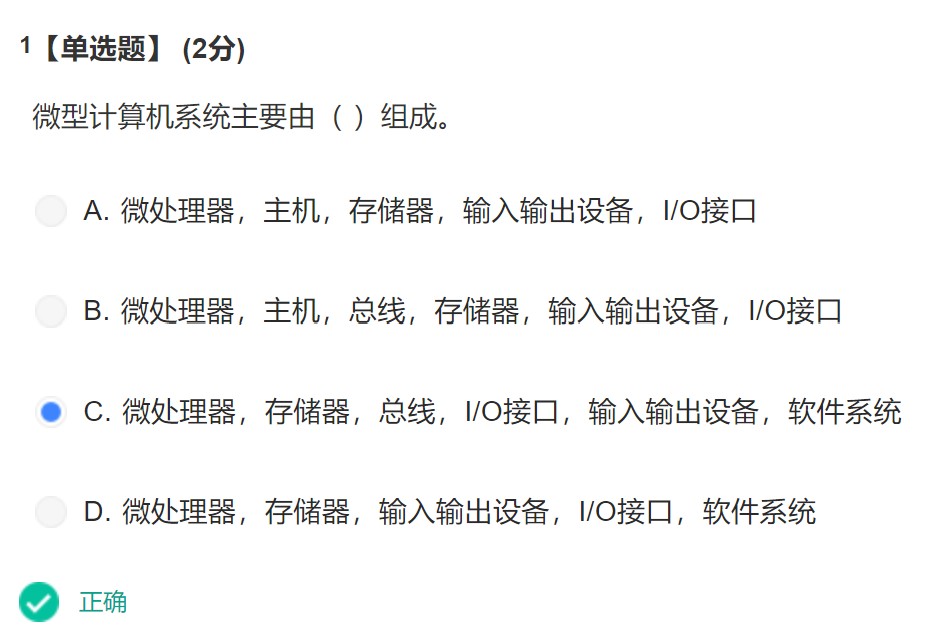 1【单选题】 (2分)
微型计算机系统主要由（ ）组成。
A. 微处理器，主机，存储器，输入输出设备，I/O接口
B. 微处理器，主机，总线，存储器，输入输出设备，I/O接口
C. 微处理器，存储器，总线，I/O接口，输入输出设备，软件系统
D. 微处理器，存储器，输入输出设备，I/O接口，软件系统
正确